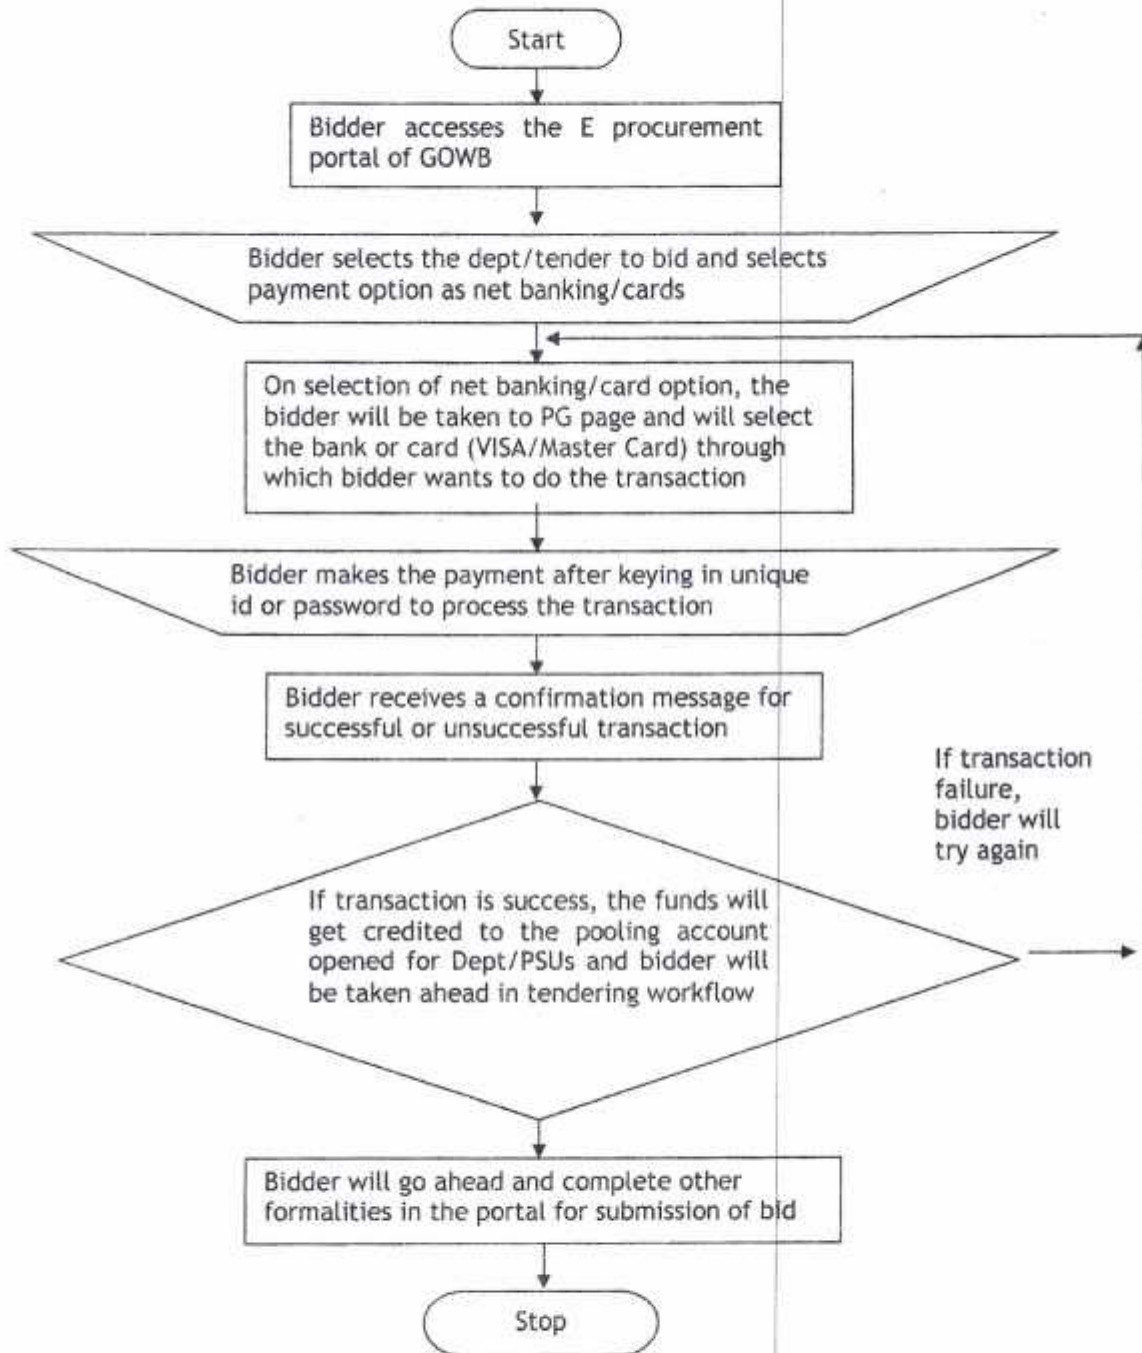 Start
Bidder accesses the E procurement
portal of GOWB
Bidder selects the dept/tender to bid and selects
payment option as net banking/cards
On selection of net banking/card option, the
bidder will be taken to PG page and will select
the bank or card (VISA/Master Card) through
which bidder wants to do the transaction
Bidder makes the payment after keying in unique
id or password to process the transaction
Bidder receives a confirmation message for
successful or unsuccessful transaction
If transaction
failure,
bidder will
try again
If transaction is success, the funds will
get credited to the pooling account
opened for Dept/PSUs and bidder will
be taken ahead in tendering workflow
Bidder will go ahead and complete other
formalities in the portal for submission of bid
Stop